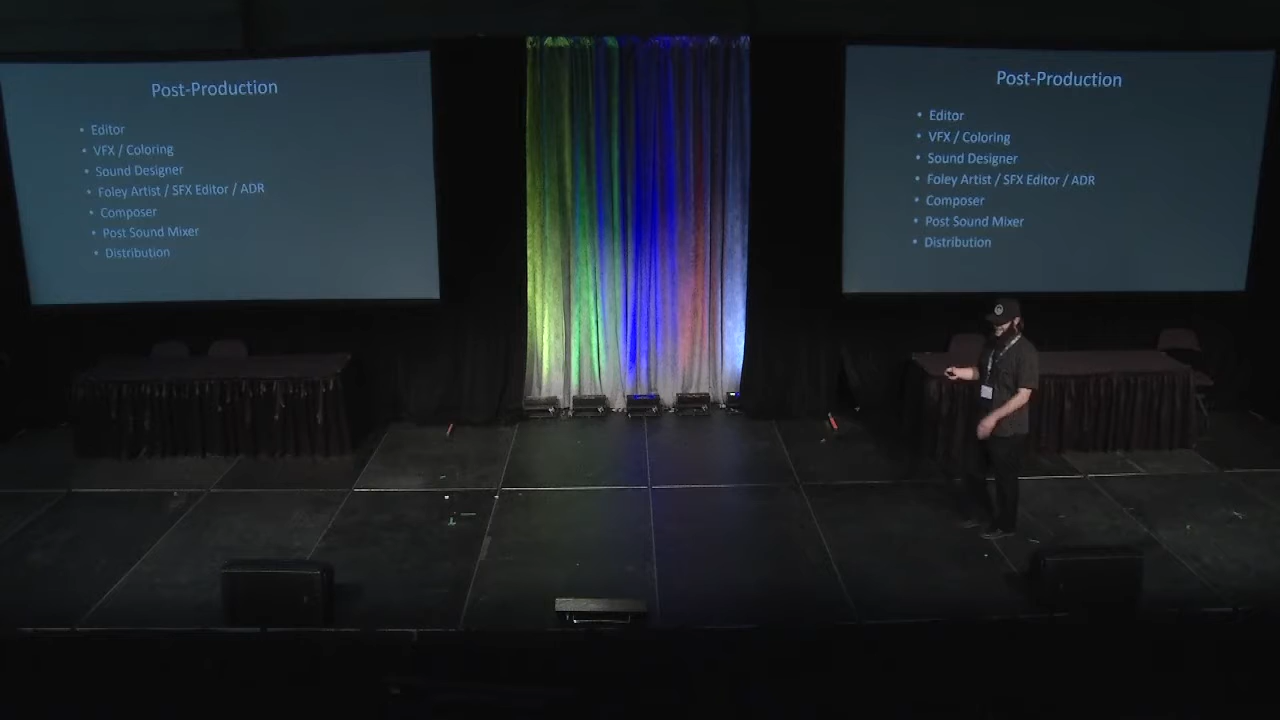 Post-Production
• Editor
• VFX / Coloring
• Sound Designer
• Foley Artist / SFX Editor / ADR
• Composer
• Post Sound Mixer
• Distribution
Post-Production
• Editor
• VFX / Coloring
• Sound Designer
• Foley Artist / SFX Editor / ADR
• Composer
• Post Sound Mixer
• Distribution